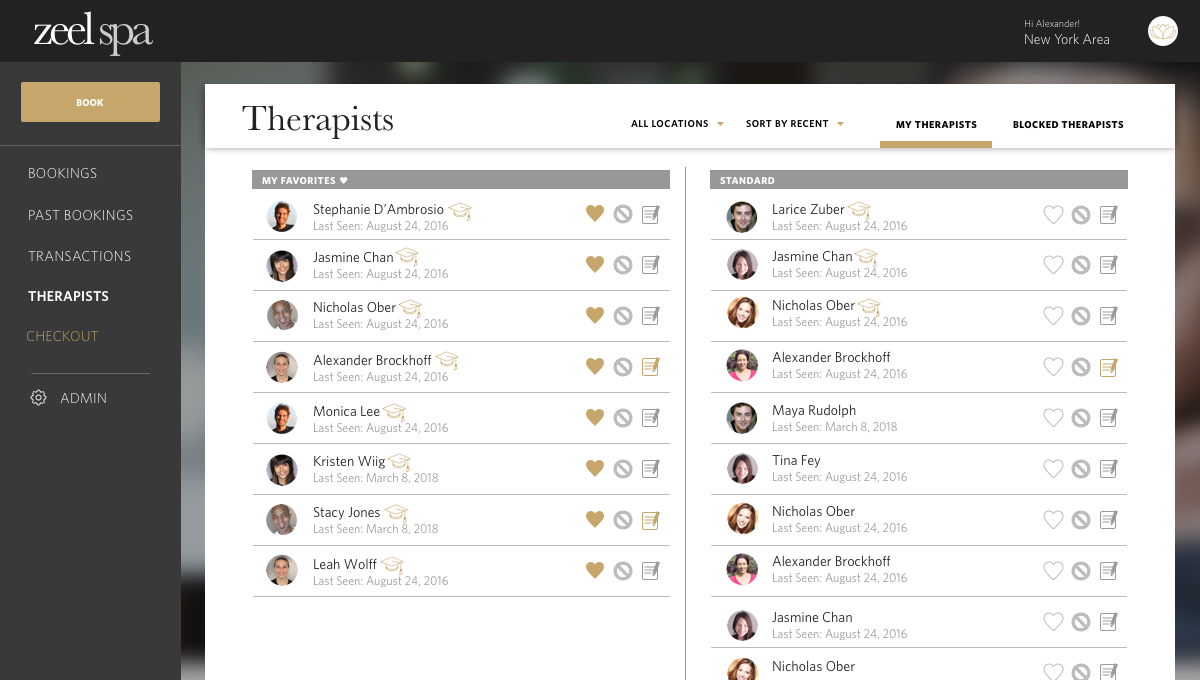 zeel spa
Hi Alexander!
New York Area
BOOK
BOOKINGS
PAST BOOKINGS
TRANSACTIONS
THERAPISTS
CHECKOUT
ADMIN
Therapists
ALL LOCATIONS
SORT BY RECENT
MY THERAPISTS
BLOCKED THERAPISTS
MY FAVORITES
Stephanie D’Ambrosio
Last Seen: August 24, 2016
Jasmine Chan
Last Seen: August 24, 2016
Nicholas Ober
Last Seen: August 24, 2016
Alexander Brockhoff
Last Seen: August 24, 2016
Monica Lee
Last Seen: August 24, 2016
Kristen Wiig
Last Seen: March 8, 2018
Stacy Jones
Last Seen: March 8, 2018
Leah Wolff
Last Seen: August 24, 2016
STANDARD
Larice Zuber
Last Seen: August 24, 2016
Jasmine Chan
Last Seen: August 24, 2016
Nicholas Ober
Last Seen: August 24, 2016
Alexander Brockhoff
Last Seen: August 24, 2016
Maya Rudolph
Last Seen: March 8, 2018
Tina Fey
Last Seen: August 24, 2016
Nicholas Ober
Last Seen: August 24, 2016
Alexander Brockhoff
Last Seen: August 24, 2016
Jasmine Chan
Last Seen: August 24, 2016
Nicholas Ober